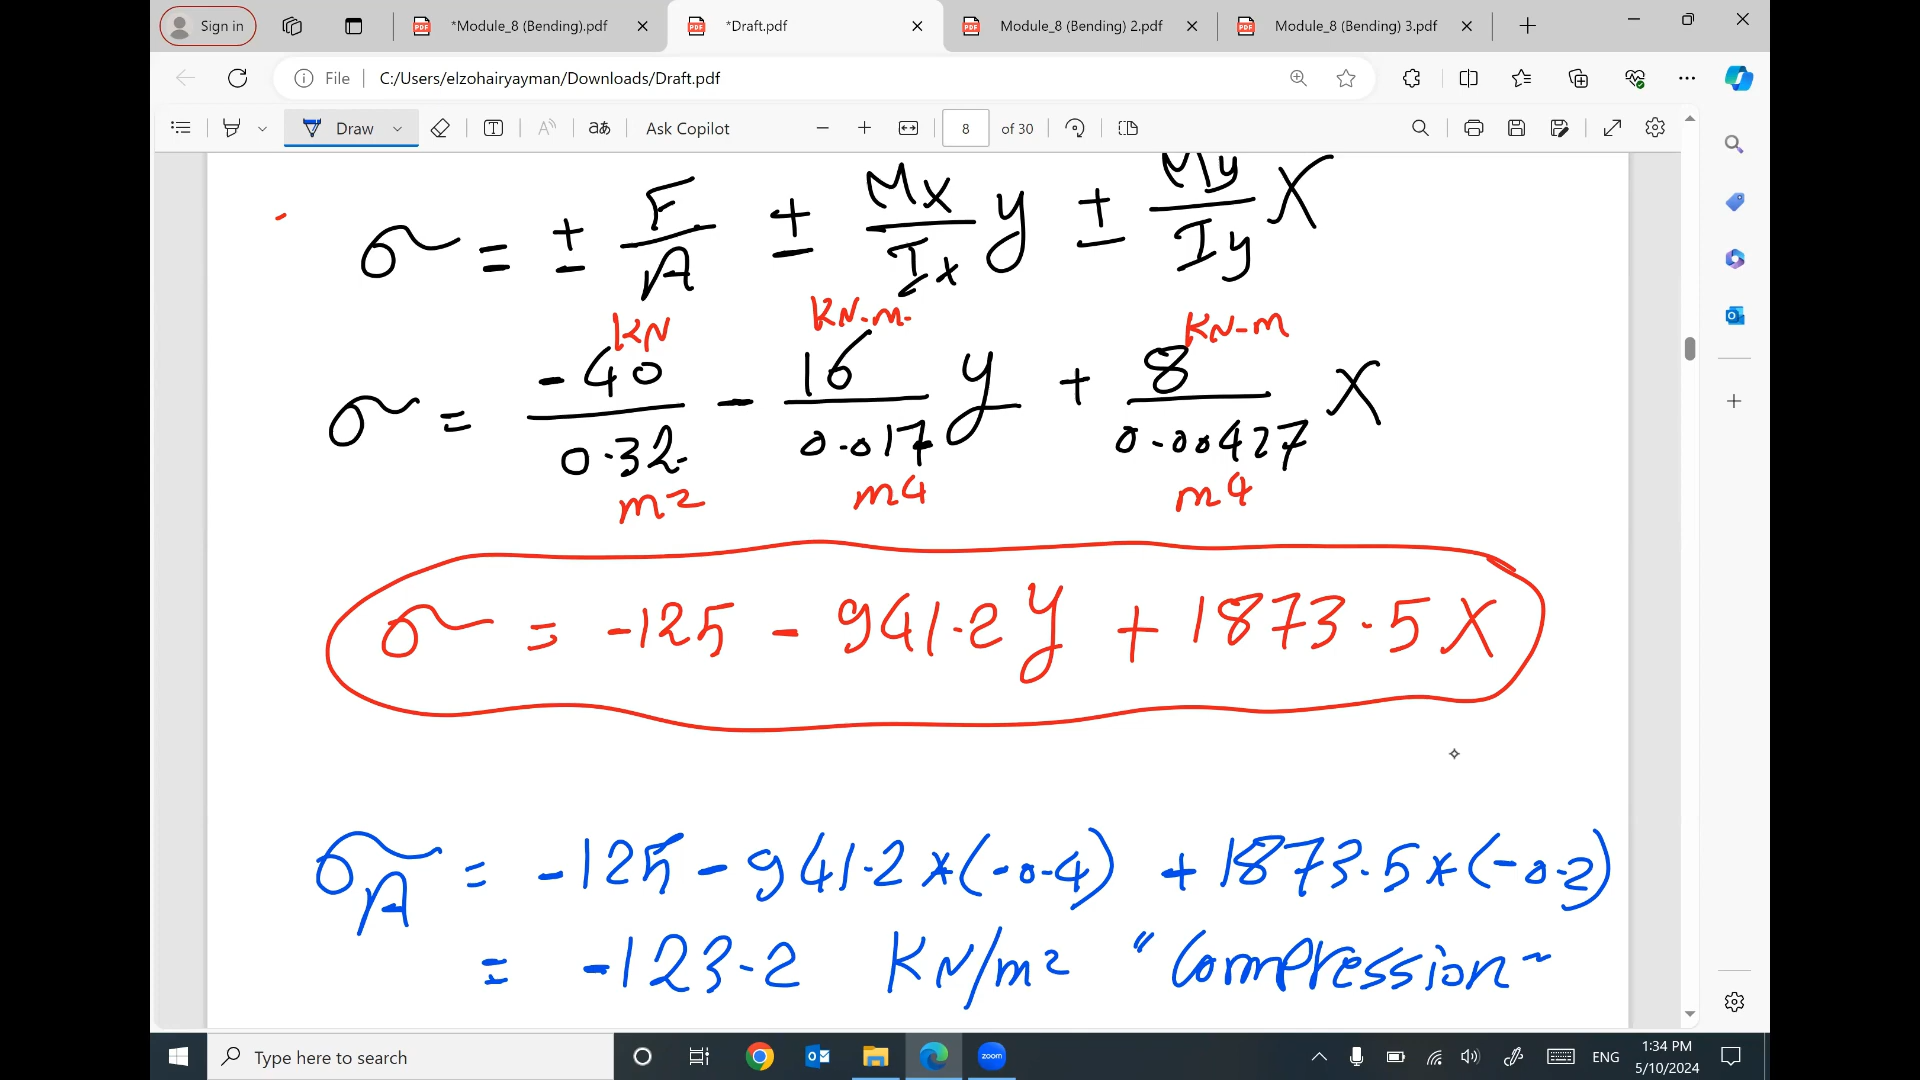 Sign in
*Module_8 (Bending).pdf
*Draft.pdf
Module_8 (Bending) 2.pdf
Module_8 (Bending) 3.pdf
File
C:/Users/elzohairyayman/Downloads/Draft.pdf
Draw
aあ
Ask Copilot
8
of 30
σ = ± F/A ± Mx/Ix y ± My/Iy X
KN KN-m- KN-m
σ = -40/0.32 - 16/0.017 y + 8/0.00427 X
m2 m4 m4
σ = -125 - 941.2 y + 1873.5 X
σA = -125 - 941.2 * (-0.4) + 1873.5 * (-0.2)
= -123.2 KN/m2 "Compression~
Type here to search
zoom
ENG
1:34 PM
5/10/2024